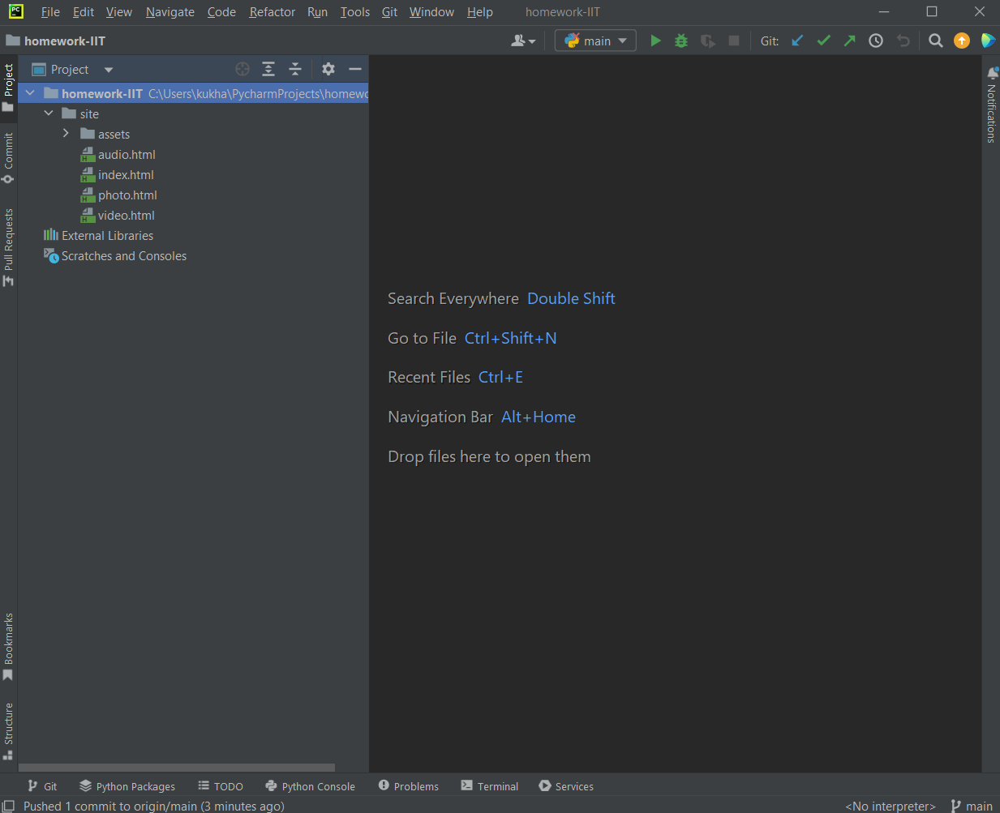 PC File Edit View Navigate Code Refactor Run Tools Git Window Help homework-IIT
homework-IIT main Git:
Project
Project
homework-IIT C:\Users\kukha\PycharmProjects\homewo
site
assets
audio.html
index.html
photo.html
video.html
External Libraries
Scratches and Consoles
Commit
Pull Requests
Bookmarks
Structure
Search Everywhere Double Shift
Go to File Ctrl+Shift+N
Recent Files Ctrl+E
Navigation Bar Alt+Home
Drop files here to open them
Notifications
Git Python Packages TODO Python Console Problems Terminal Services
Pushed 1 commit to origin/main (3 minutes ago) <No interpreter> main